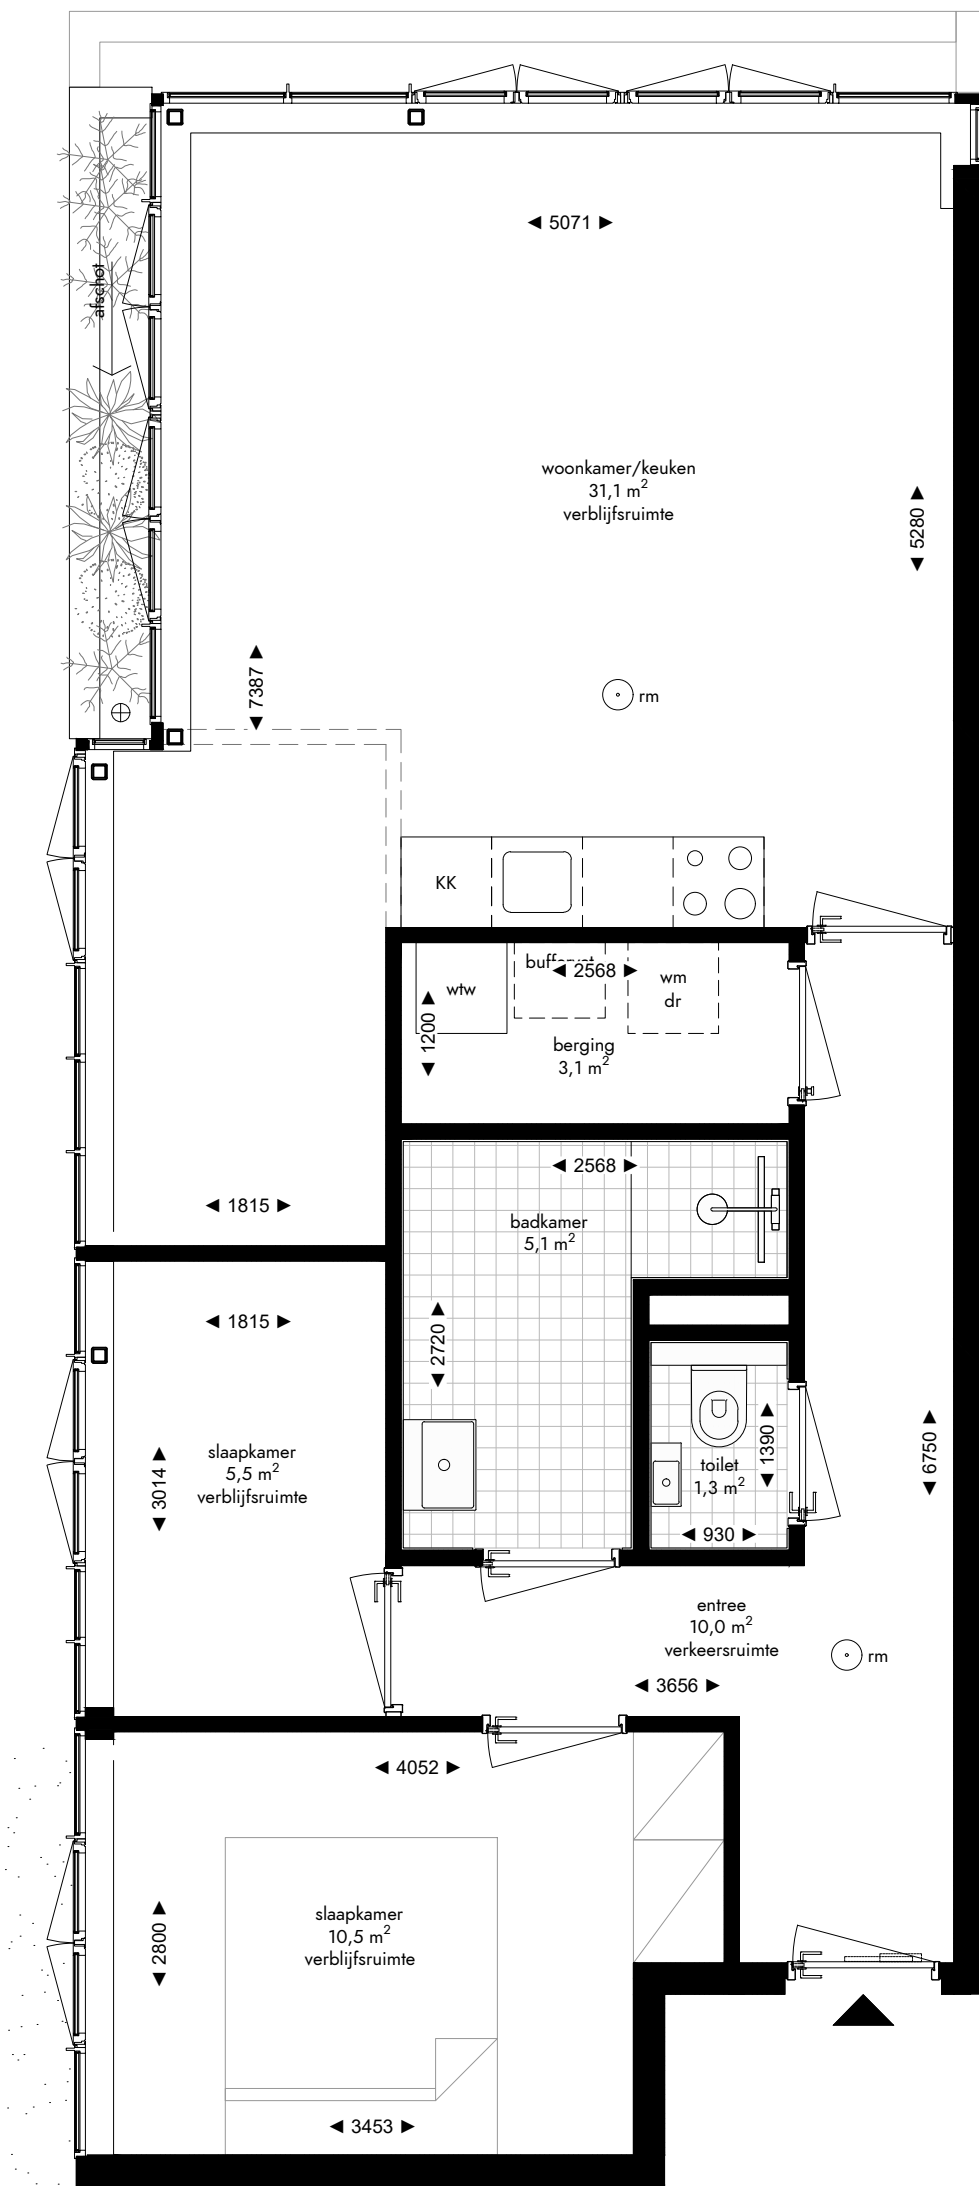 5071
afschot
woonkamer/keuken
31,1 m²
verblijfsruimte
5280
7387
rm
KK
2568
wtw
wm
dr
1200
berging
3,1 m²
2568
1815
badkamer
5,1 m²
1815
2720
slaapkamer
5,5 m²
verblijfsruimte
3014
toilet
1,3 m²
1390
930
6750
entree
10,0 m²
verkeersruimte
rm
3656
4052
slaapkamer
10,5 m²
verblijfsruimte
2800
3453